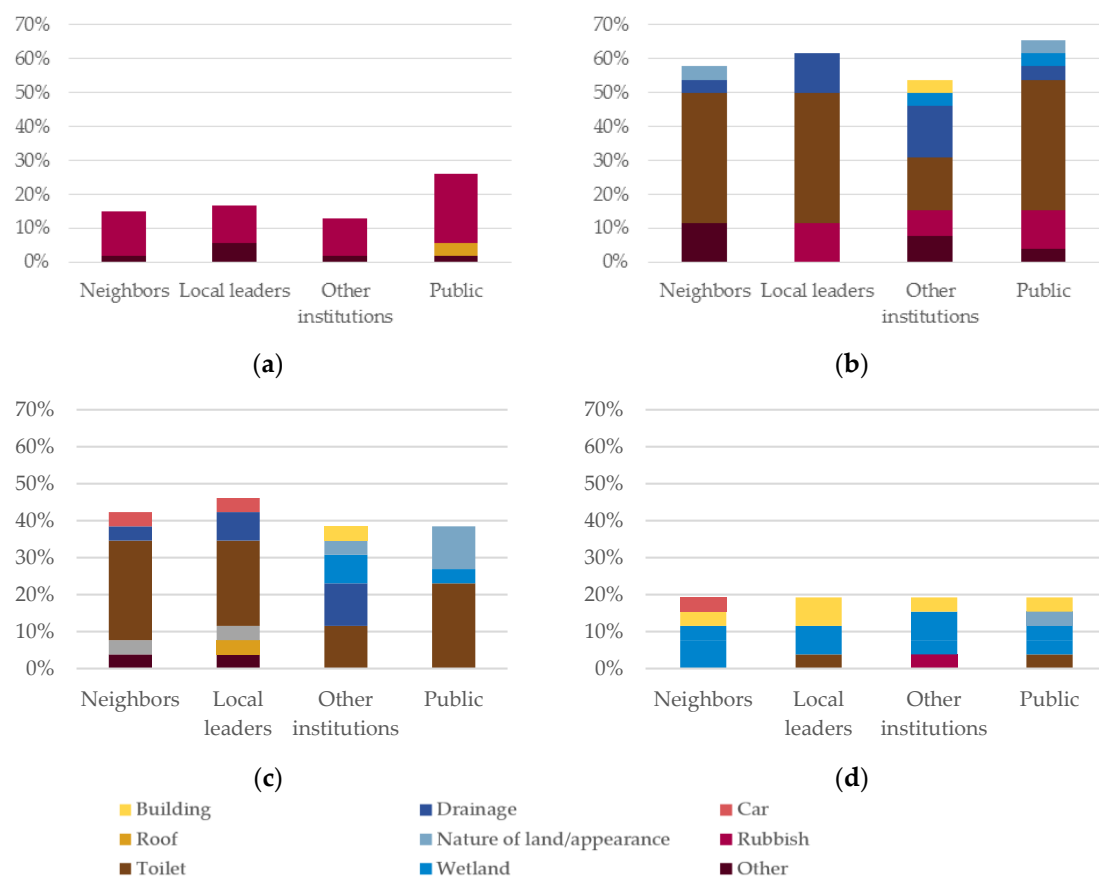 70%
60%
50%
40%
30%
20%
10%
0%
Neighbors Local leaders Other institutions Public
(a)
70%
60%
50%
40%
30%
20%
10%
0%
Neighbors Local leaders Other institutions Public
(b)
70%
60%
50%
40%
30%
20%
10%
0%
Neighbors Local leaders Other institutions Public
(c)
70%
60%
50%
40%
30%
20%
10%
0%
Neighbors Local leaders Other institutions Public
(d)
Building Drainage Car
Roof Nature of land/appearance Rubbish
Toilet Wetland Other